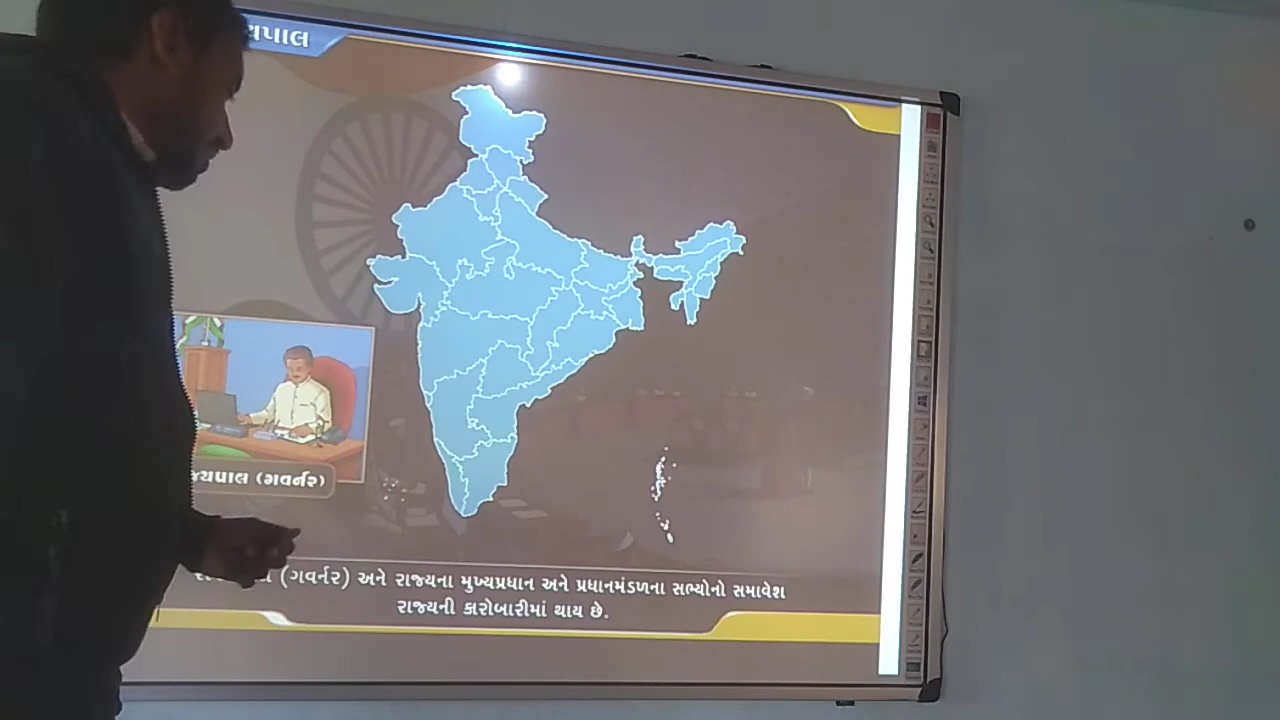 (ગવર્નર)
(ગવર્નર) અને રાજ્યના મુખ્યપ્રધાન અને પ્રધાનમંડળના સભ્યોનો સમાવેશ
રાજ્યની કારોબારીમાં થાય છે.